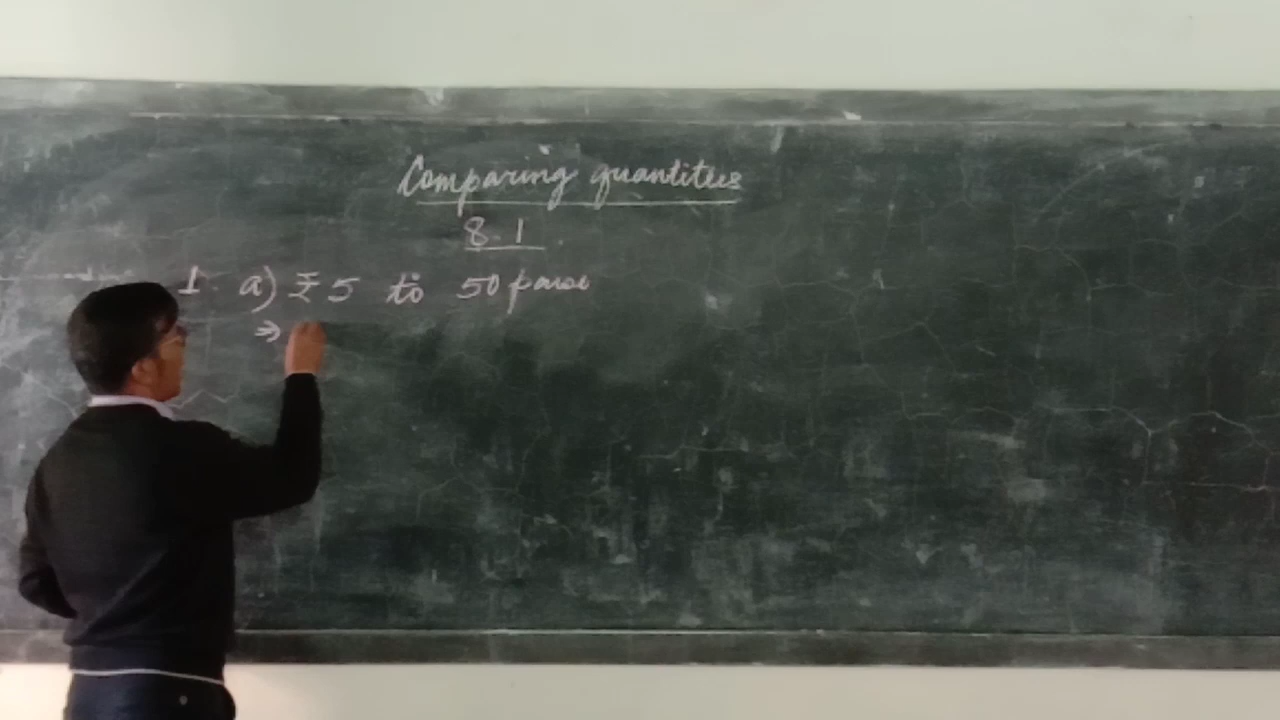 Comparing quantities
8.1
1. a) ₹5 to 50 paise
⇒